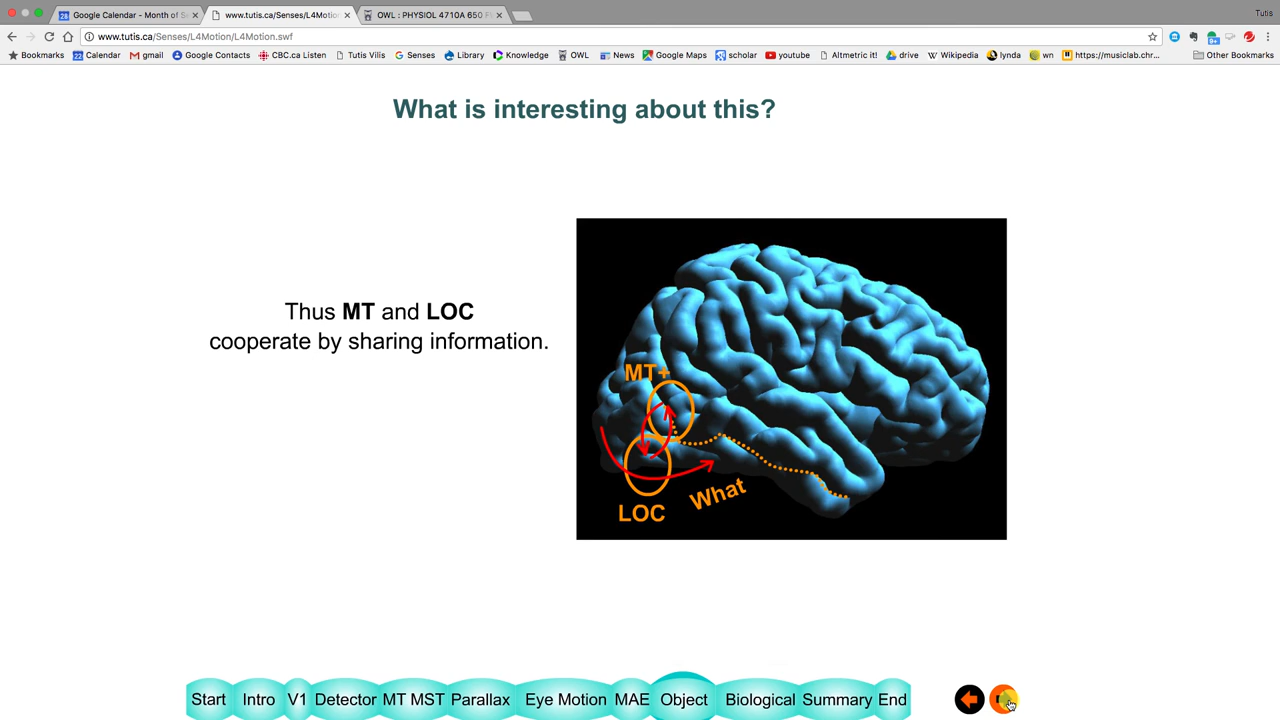 Google Calendar - Month of S
www.tutis.ca/Senses/L4Motio
OWL : PHYSIOL 4710A 650 F
Tutis
www.tutis.ca/Senses/L4Motion/L4Motion.swf
Bookmarks Calendar gmail Google Contacts CBC.ca Listen Tutis Vilis Senses Library Knowledge OWL News Google Maps scholar youtube Altmetric it! drive Wikipedia lynda wn https://musiclab.chr... Other Bookmarks
What is interesting about this?
Thus MT and LOC
cooperate by sharing information.
MT+
What
LOC
Start Intro V1 Detector MT MST Parallax Eye Motion MAE Object Biological Summary End